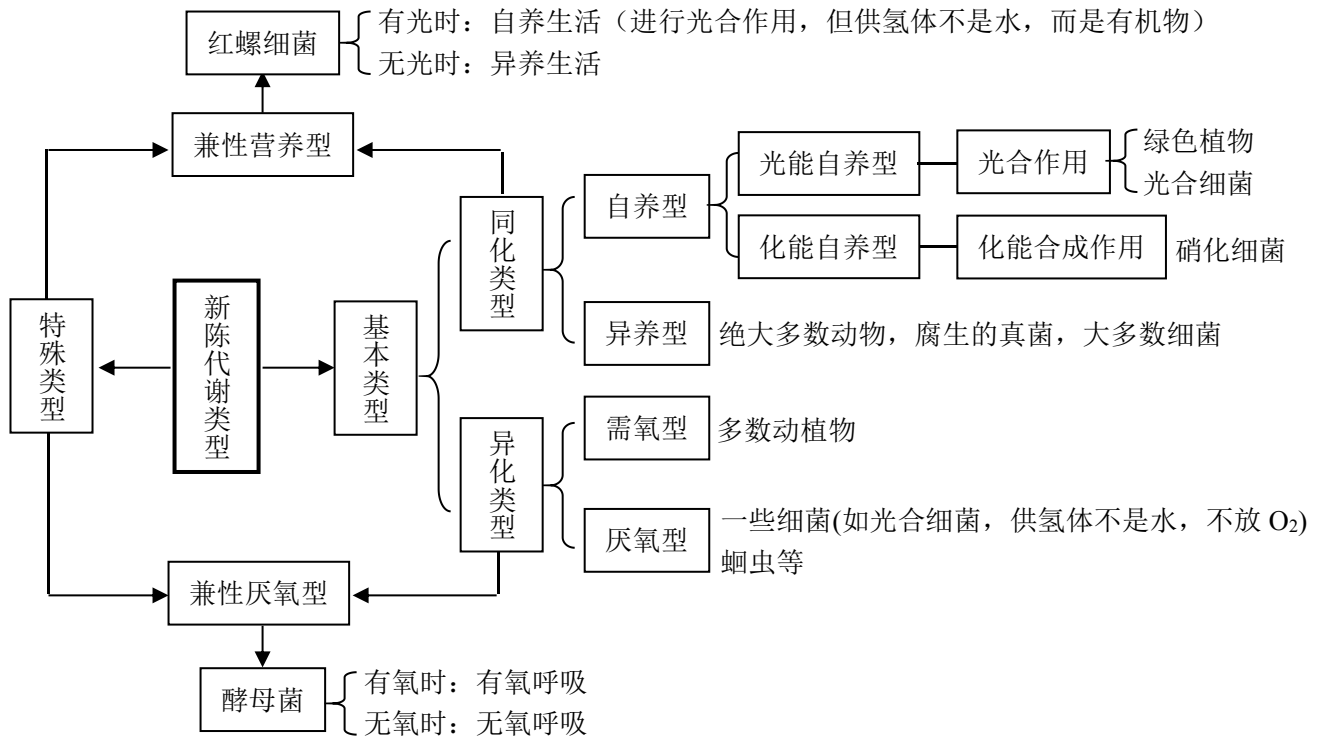 红螺细菌
有光时：自养生活（进行光合作用，但供氢体不是水，而是有机物）
无光时：异养生活
兼性营养型
特殊类型
新陈代谢类型
基本类型
同化类型
自养型
光能自养型
光合作用
绿色植物
光合细菌
化能自养型
化能合成作用
硝化细菌
异养型
绝大多数动物，腐生的真菌，大多数细菌
异化类型
需氧型
多数动植物
厌氧型
一些细菌(如光合细菌，供氢体不是水，不放 O₂)
蛔虫等
兼性厌氧型
酵母菌
有氧时：有氧呼吸
无氧时：无氧呼吸